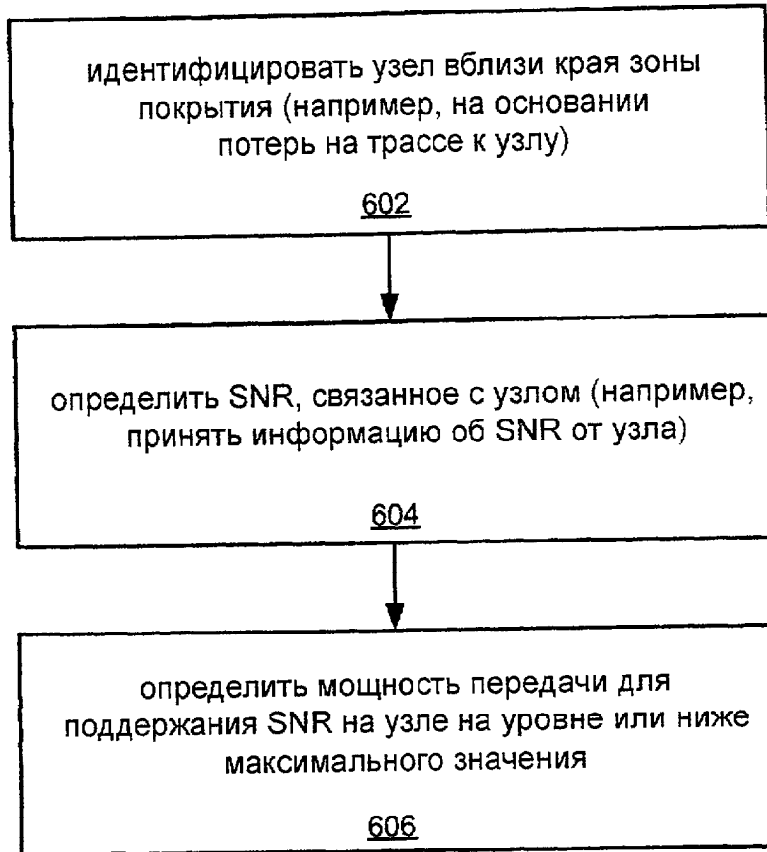 идентифицировать узел вблизи края зоны
покрытия (например, на основании
потерь на трассе к узлу)
602
определить SNR, связанное с узлом (например,
принять информацию об SNR от узла)
604
определить мощность передачи для
поддержания SNR на узле на уровне или ниже
максимального значения
606